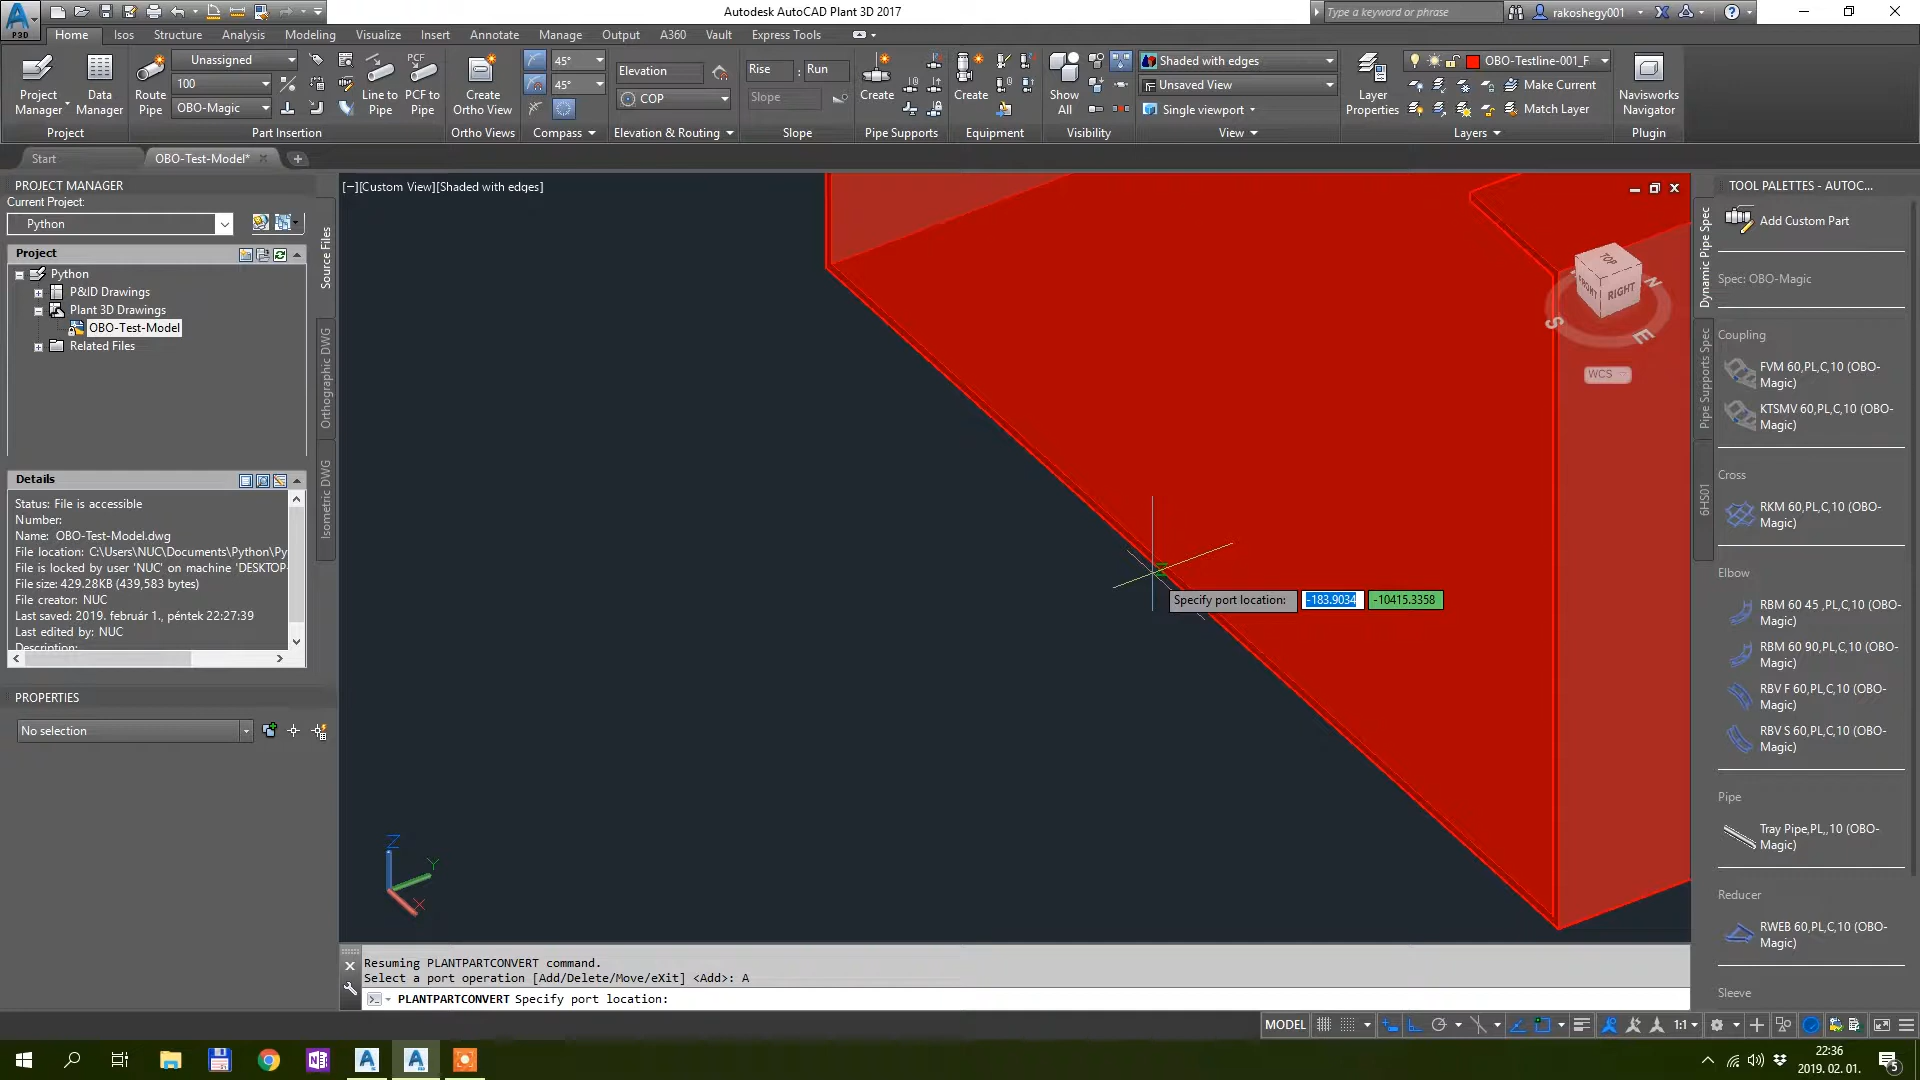 Autodesk AutoCAD Plant 3D 2017
Type a keyword or phrase
rakoshegy001
P3D
Home
Isos
Structure
Analysis
Modeling
Visualize
Insert
Annotate
Manage
Output
A360
Vault
Express Tools
Project Manager
Data Manager
Project
Route Pipe
Unassigned
100
OBO-Magic
Line to Pipe
PCF
PCF to Pipe
Part Insertion
Create Ortho View
Ortho Views
45°
45°
Compass
Elevation
COP
Elevation & Routing
Rise : Run
Slope
Slope
Create
Pipe Supports
Create
Equipment
Show All
Visibility
Shaded with edges
Unsaved View
Single viewport
View
Layer Properties
OBO-Testline-001_F
Make Current
Match Layer
Layers
Navisworks Navigator
Plugin
Start
OBO-Test-Model*
PROJECT MANAGER
Current Project:
Python
Project
Python
P&ID Drawings
Plant 3D Drawings
OBO-Test-Model
Related Files
Source Files
Orthographic DWG
Isometric DWG
Details
Status: File is accessible
Number:
Name: OBO-Test-Model.dwg
File location: C:\Users\NUC\Documents\Python\Py
File is locked by user 'NUC' on machine 'DESKTOP-
File size: 429.28KB (439,583 bytes)
File creator: NUC
Last saved: 2019. február 1., péntek 22:27:39
Last edited by: NUC
Description:
PROPERTIES
No selection
[−][Custom View][Shaded with edges]
TOP
FRONT
RIGHT
N
S
E
WCS
Specify port location: -183.9034 -10415.3358
Z
Y
X
Resuming PLANTPARTCONVERT command.
Select a port operation [Add/Delete/Move/eXit] <Add>: A
PLANTPARTCONVERT Specify port location:
TOOL PALETTES - AUTOC...
Dynamic Pipe Spec
Pipe Supports Spec
6HS01
Add Custom Part
Spec: OBO-Magic
Coupling
FVM 60,PL,C,10 (OBO-
Magic)
KTSMV 60,PL,C,10 (OBO-
Magic)
Cross
RKM 60,PL,C,10 (OBO-
Magic)
Elbow
RBM 60 45 ,PL,C,10 (OBO-
Magic)
RBM 60 90,PL,C,10 (OBO-
Magic)
RBV F 60,PL,C,10 (OBO-
Magic)
RBV S 60,PL,C,10 (OBO-
Magic)
Pipe
Tray Pipe,PL,,10 (OBO-
Magic)
Reducer
RWEB 60,PL,C,10 (OBO-
Magic)
Sleeve
MODEL
1:1
22:36
2019. 02. 01.
5